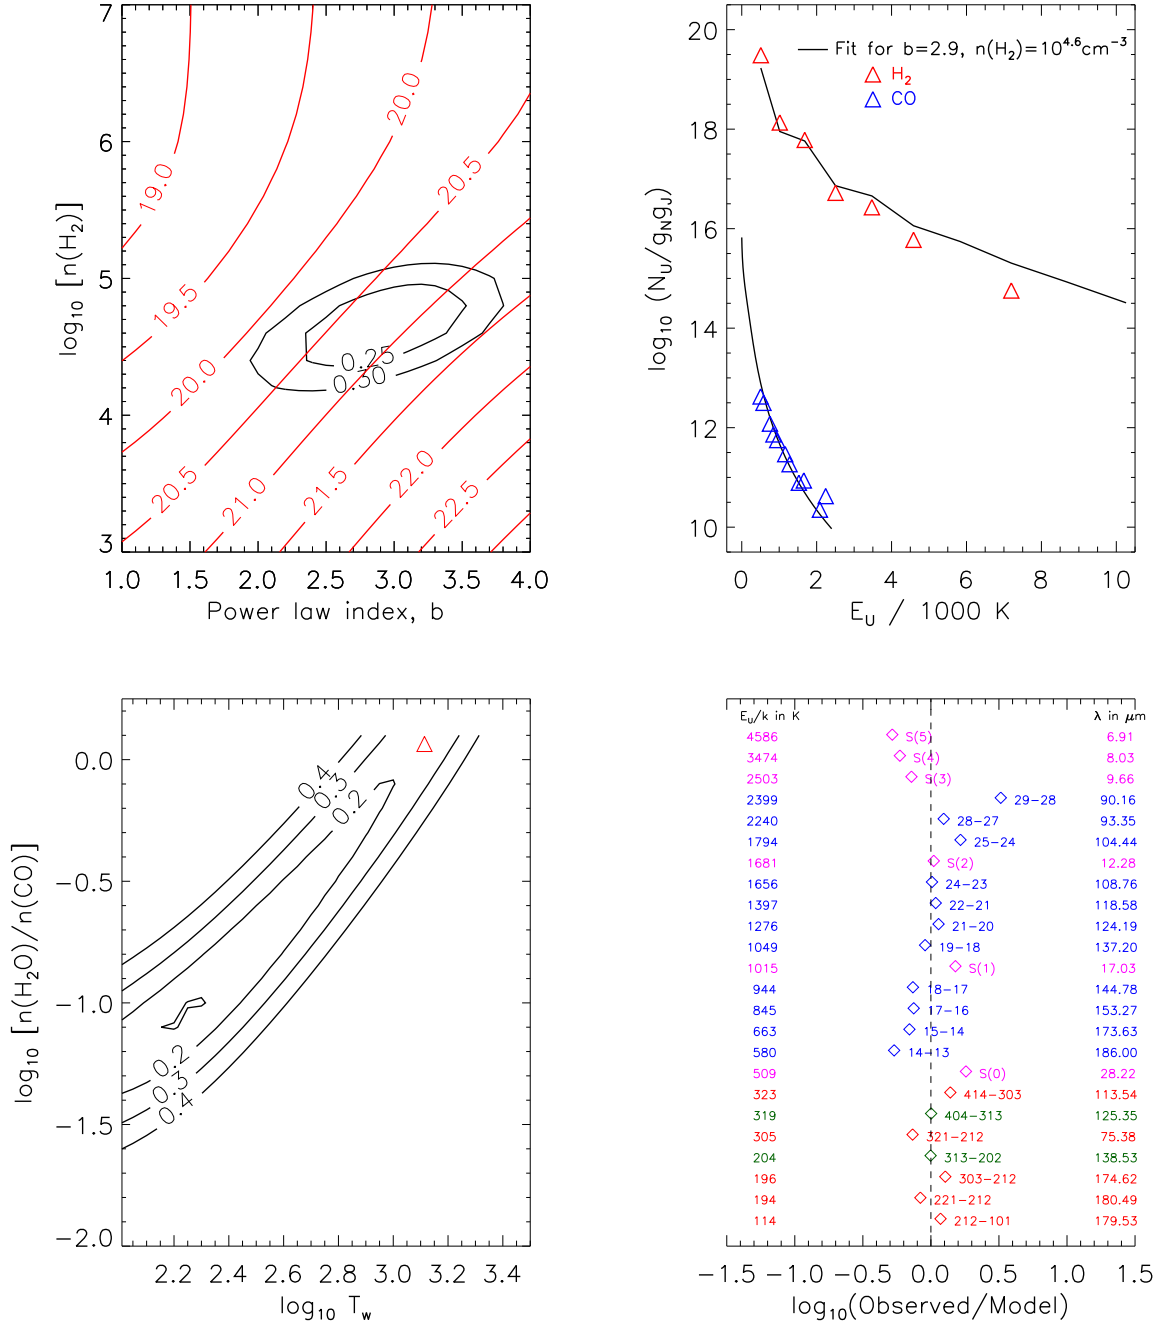 7
6
5
4
3
log10 [n(H2)]
19.0
19.5
20.0
20.0
20.5
20.5
21.0
21.5
22.0
22.5
0.25
0.50
1.0 1.5 2.0 2.5 3.0 3.5 4.0
Power law index, b
20
18
16
14
12
10
log10 (NU/gNgJ)
Fit for b=2.9, n(H2)=10^4.6cm^−3
H2
CO
0 2 4 6 8 10
EU / 1000 K
0.0
−0.5
−1.0
−1.5
−2.0
log10 [n(H2O)/n(CO)]
0.4
0.3
0.2
0.2
0.3
0.4
2.2 2.4 2.6 2.8 3.0 3.2 3.4
log10 Tw
EU/k in K λ in μm
4586 S(5) 6.91
3474 S(4) 8.03
2503 S(3) 9.66
2399 29−28 90.16
2240 28−27 93.35
1794 25−24 104.44
1681 S(2) 12.28
1656 24−23 108.76
1397 22−21 118.58
1276 21−20 124.19
1049 19−18 137.20
1015 S(1) 17.03
944 18−17 144.78
845 17−16 153.27
663 15−14 173.63
580 14−13 186.00
509 S(0) 28.22
323 414−303 113.54
319 404−313 125.35
305 321−212 75.38
204 313−202 138.53
196 303−212 174.62
194 221−212 180.49
114 212−101 179.53
−1.5 −1.0 −0.5 0.0 0.5 1.0 1.5
log10(Observed/Model)